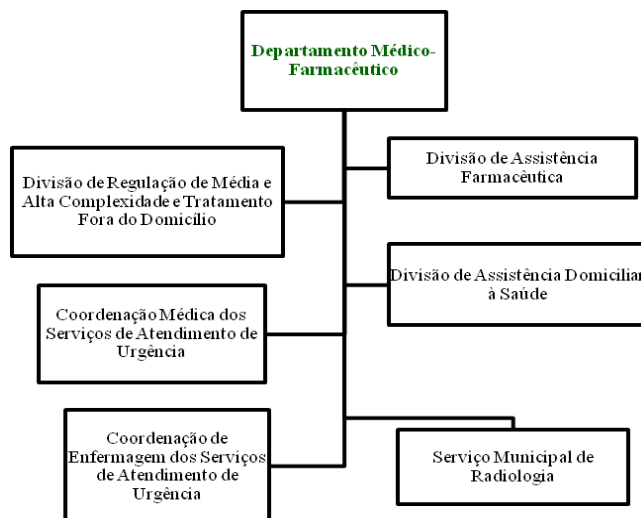 Departamento Médico-
Farmacêutico
Divisão de Assistência
Farmacêutica
Divisão de Regulação de Média e
Alta Complexidade e Tratamento
Fora do Domicílio
Divisão de Assistência Domiciliar
à Saúde
Coordenação Médica dos
Serviços de Atendimento de
Urgência
Coordenação de
Enfermagem dos Serviços
de Atendimento de
Urgência
Serviço Municipal de
Radiologia